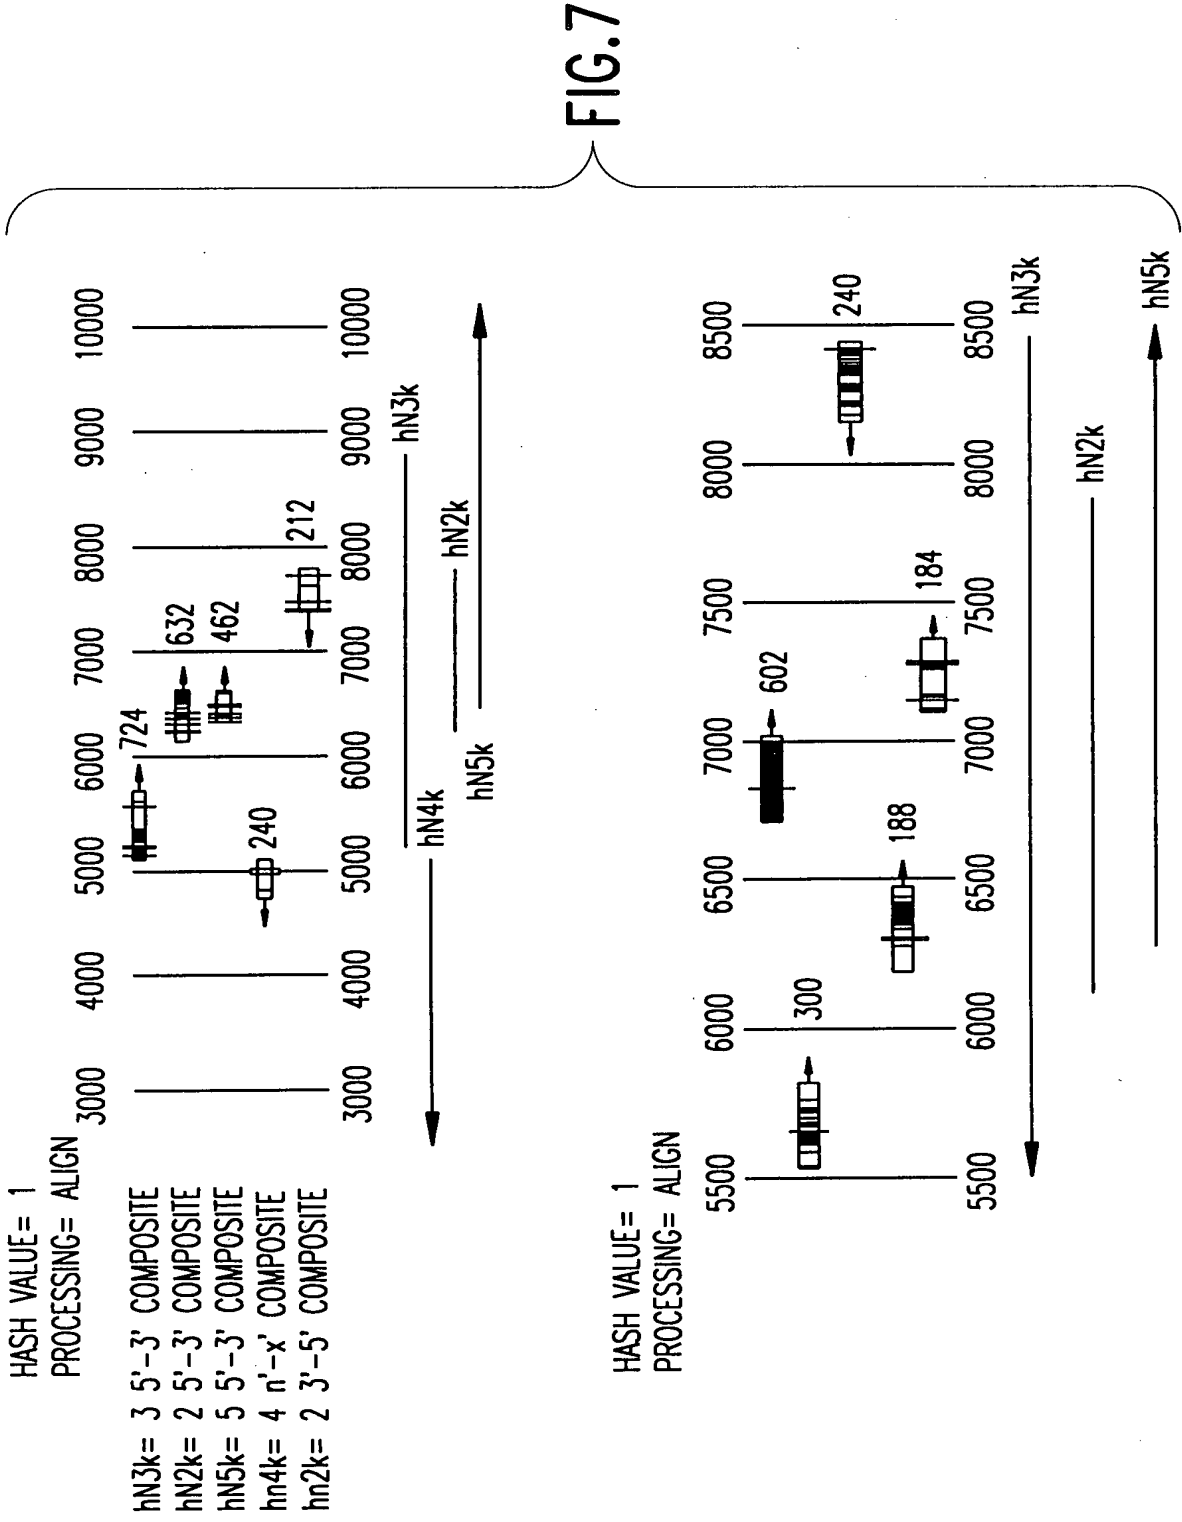 HASH VALUE= 1
PROCESSING= ALIGN
hN3k= 3 5'-3' COMPOSITE
hN2k= 2 5'-3' COMPOSITE
hN5k= 5 5'-3' COMPOSITE
hn4k= 4 n'-x' COMPOSITE
hn2k= 2 3'-5' COMPOSITE
3000 4000 5000 6000 7000 8000 9000 10000
724
632
462
240
212
3000 4000 5000 6000 7000 8000 9000 10000
hN3k
hN4k
hN2k
hN5k
HASH VALUE= 1
PROCESSING= ALIGN
5500 6000 6500 7000 7500 8000 8500
602
300
240
188
184
5500 6000 6500 7000 7500 8000 8500
hN3k
hN2k
hN5k
FIG.7